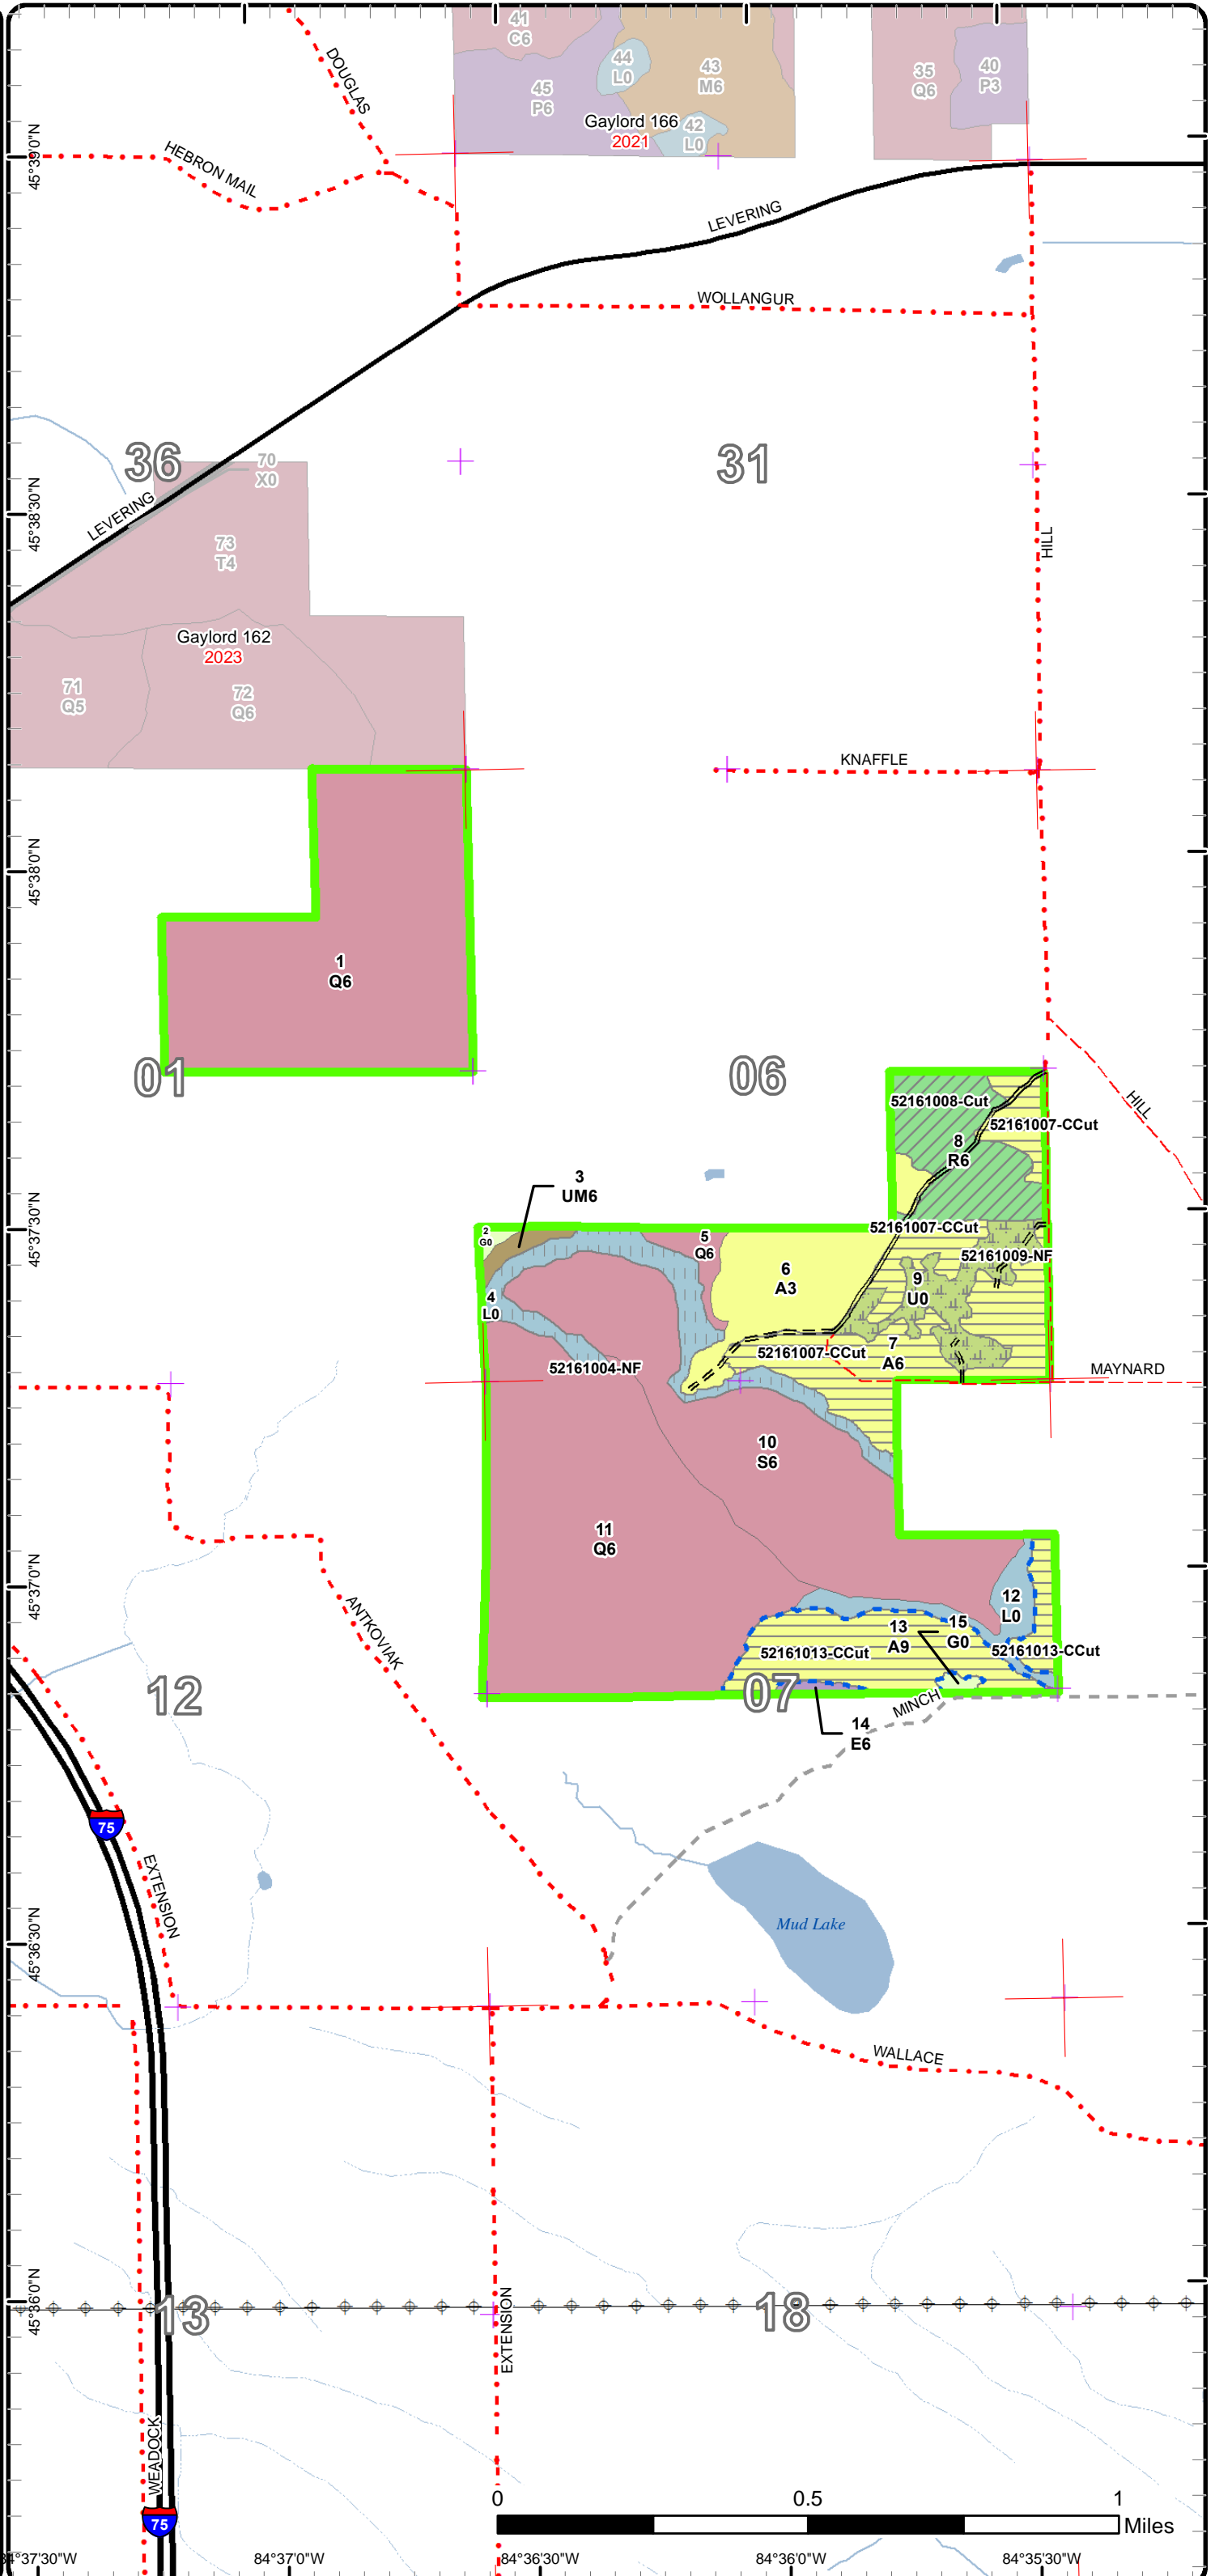 41
C6
44
L0
43
M6
45
P6
35
Q6
40
P3
Gaylord 166
2021
42
L0
DOUGLAS
HEBRON MAIL
45°39'0"N
LEVERING
WOLLANGUR
36
31
70
X0
LEVERING
45°38'30"N
73
T4
HILL
Gaylord 162
2023
71
Q5
72
Q6
KNAFFLE
45°38'0"N
1
Q6
01
06
52161008-Cut
52161007-CCut
HILL
8
R6
3
UM6
45°37'30"N
2
G0
5
Q6
52161007-CCut
52161009-NF
6
A3
9
U0
4
L0
52161007-CCut
7
A6
52161004-NF
MAYNARD
10
S6
11
Q6
45°37'0"N
12
L0
ANTKOVIAK
13
A9
15
G0
52161013-CCut
52161013-CCut
12
07
MINCH
14
E6
75
EXTENSION
Mud Lake
45°36'30"N
WALLACE
45°36'0"N
13
18
EXTENSION
WEADOCK
75
0
0.5
1
Miles
4°37'30"W
84°37'0"W
84°36'30"W
84°36'0"W
84°35'30"W